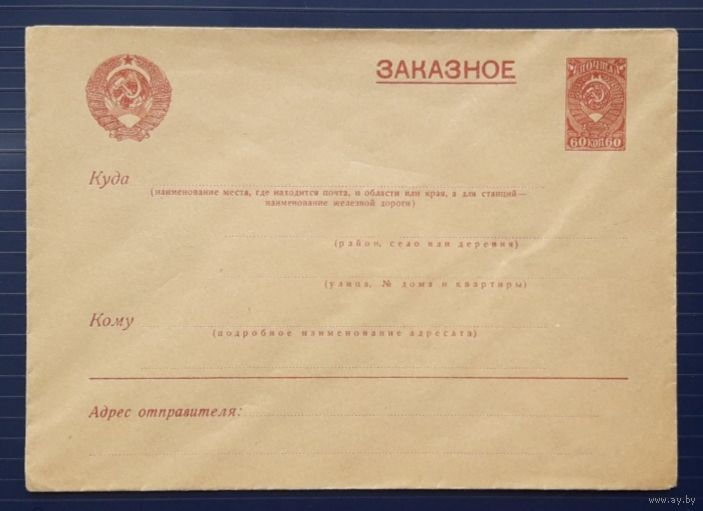 ЗАКАЗНОЕ
ПОЧТА
60 КОП 60
Куда
(наименование места, где находится почта, и области или края, а для станций—
наименование железной дороги)
(район, село или деревня)
(улица, № дома и квартиры)
Кому
(подробное наименование адресата)
Адрес отправителя:
www.ay.by